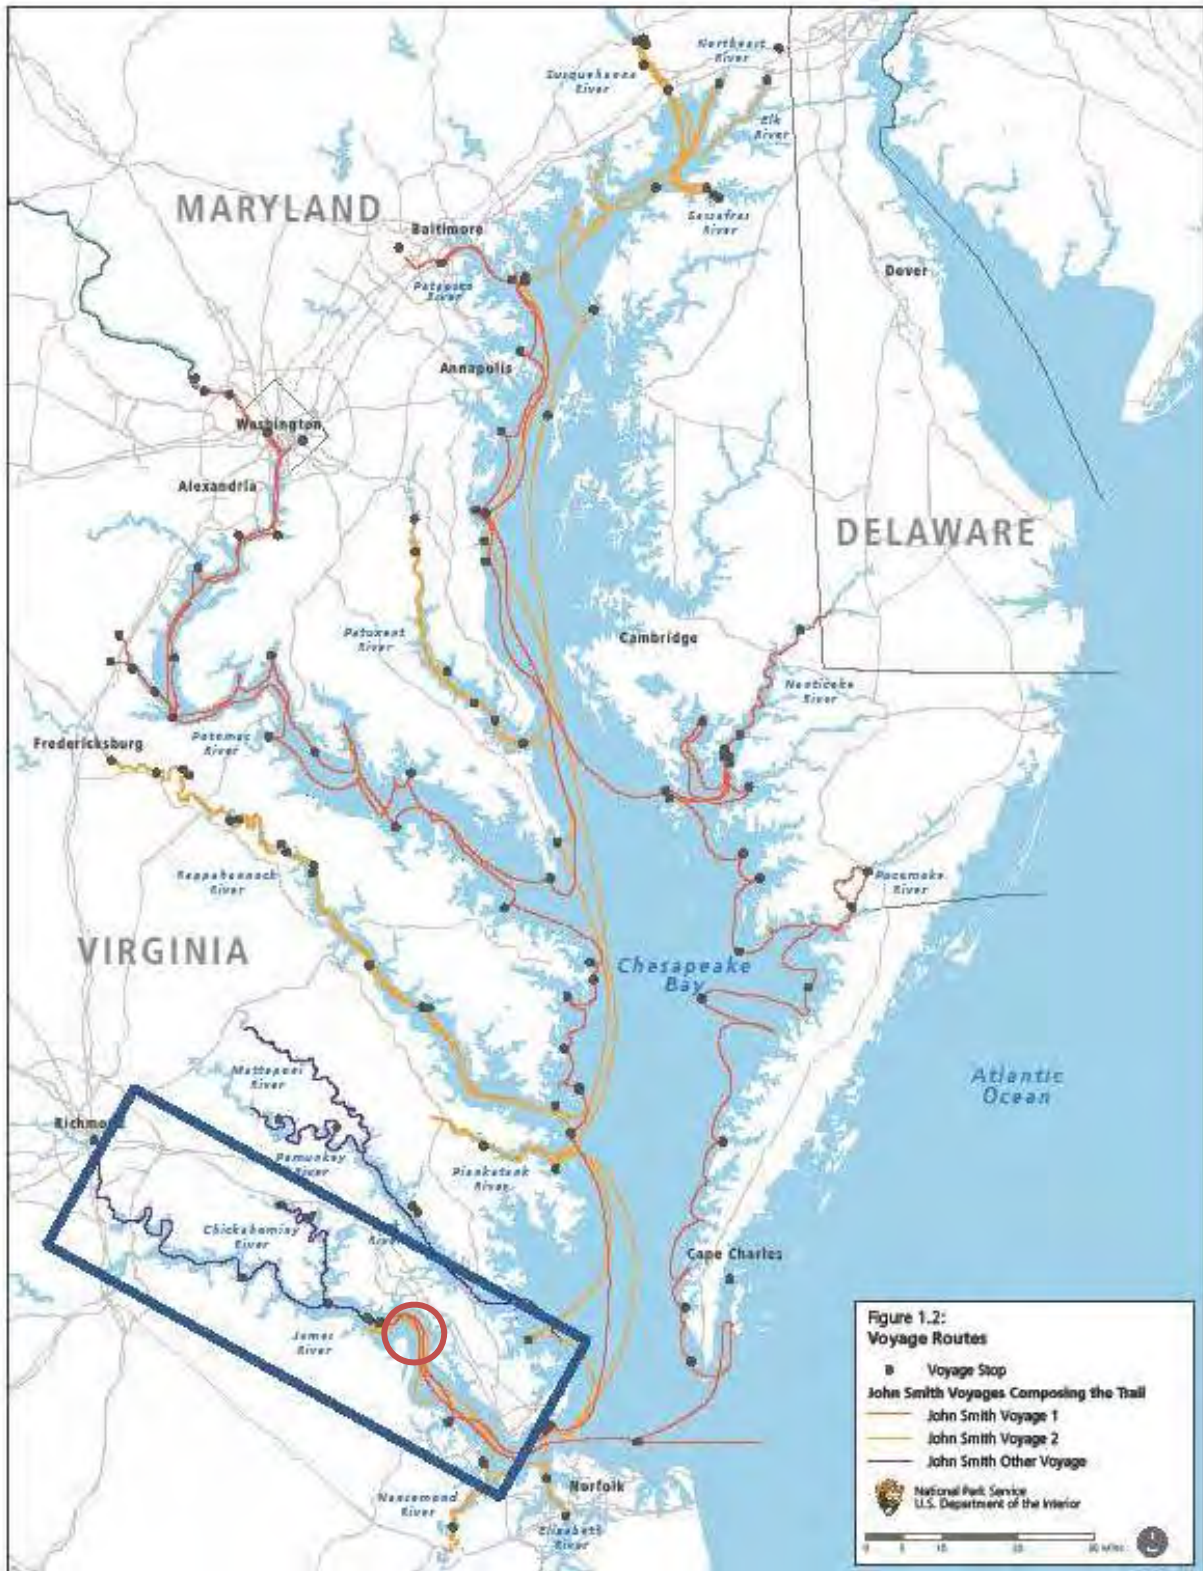 Northeast
River
Susquehanna
River
Elk
River
MARYLAND
Baltimore
Sassafras
River
Dover
Patapsco
River
Annapolis
Washington
Alexandria
DELAWARE
Cambridge
Patuxent
River
Nanticoke
River
Fredericksburg
Potomac
River
Rappahannock
River
Pocomoke
River
VIRGINIA
Chesapeake
Bay
Mattaponi
River
Atlantic
Ocean
Richmo
Pamunkey
River
Piankatank
River
Chickahominy
River
Cape Charles
James
River
Norfolk
Nansemond
River
Elizabeth
River
Figure 1.2:
Voyage Routes
Voyage Stop
John Smith Voyages Composing the Trail
John Smith Voyage 1
John Smith Voyage 2
John Smith Other Voyage
National Park Service
U.S. Department of the Interior
0